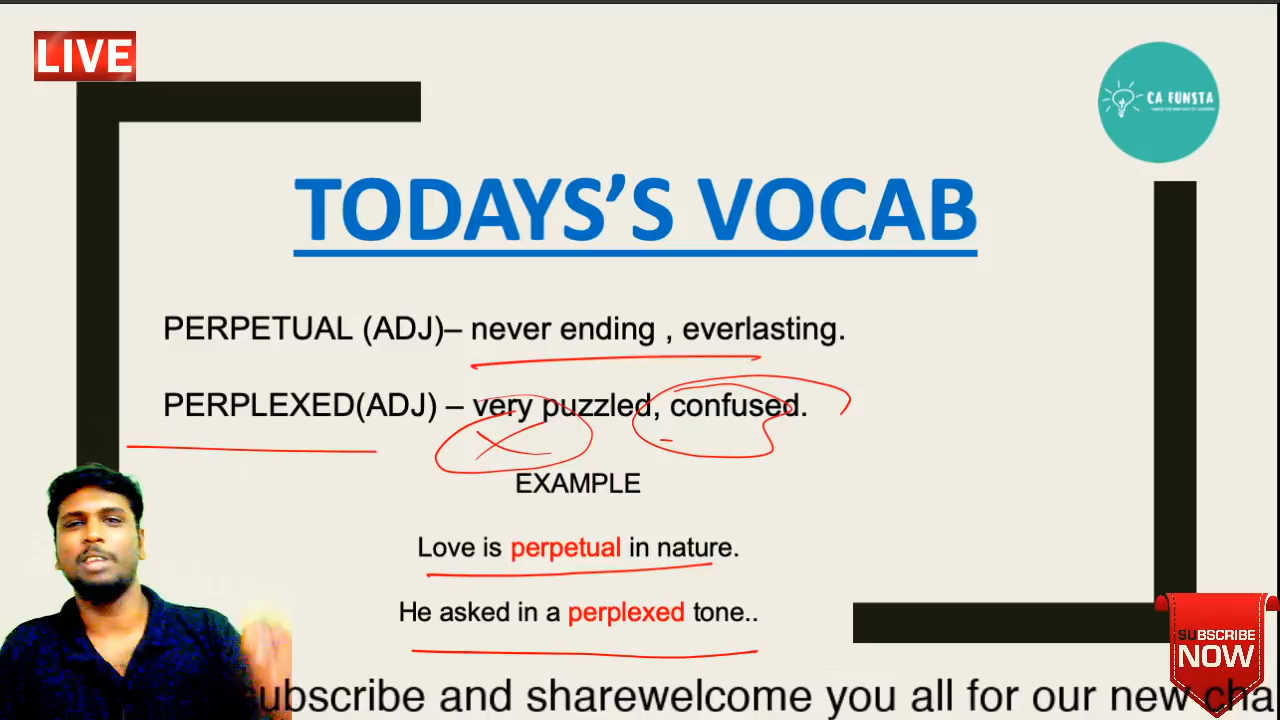 LIVE
CA FUNSTA
TODAYS'S VOCAB
PERPETUAL (ADJ)– never ending , everlasting.
PERPLEXED(ADJ) – very puzzled, confused.
EXAMPLE
Love is perpetual in nature.
He asked in a perplexed tone..
SUBSCRIBE
NOW
ubscribe and sharewelcome you all for our new cha